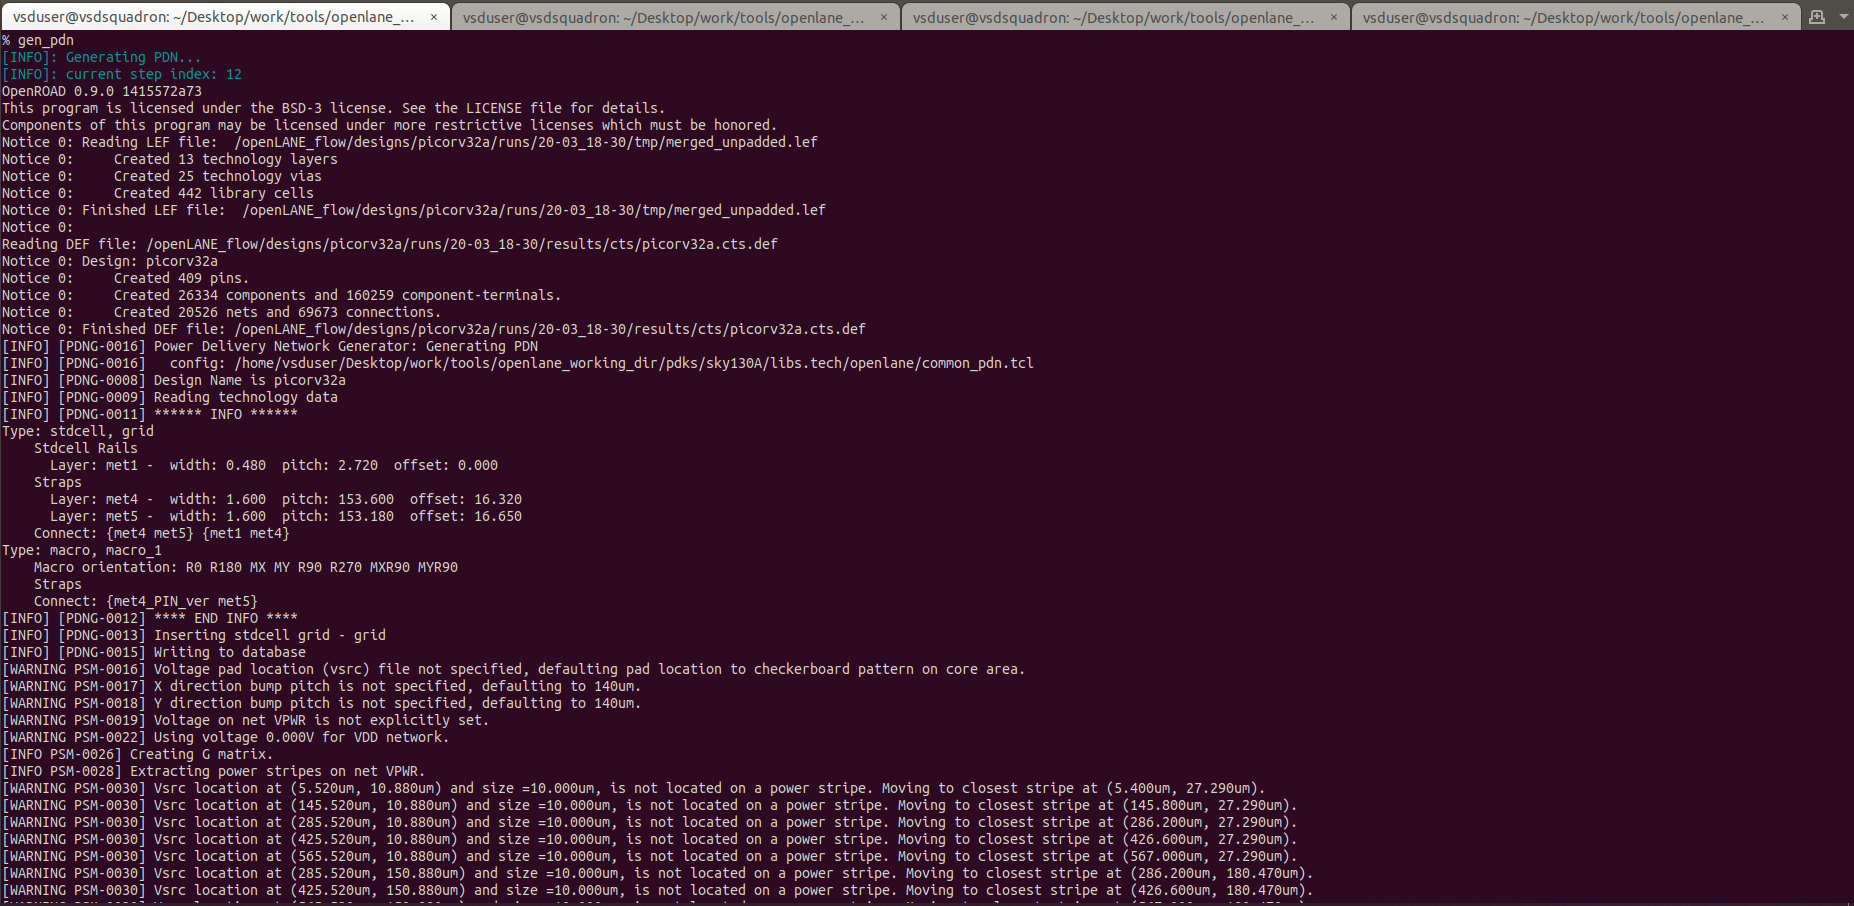 vsduser@vsdsquadron: ~/Desktop/work/tools/openlane_... × vsduser@vsdsquadron: ~/Desktop/work/tools/openlane_... × vsduser@vsdsquadron: ~/Desktop/work/tools/openlane_... × vsduser@vsdsquadron: ~/Desktop/work/tools/openlane_... ×
% gen_pdn
[INFO]: Generating PDN...
[INFO]: current step index: 12
OpenROAD 0.9.0 1415572a73
This program is licensed under the BSD-3 license. See the LICENSE file for details.
Components of this program may be licensed under more restrictive licenses which must be honored.
Notice 0: Reading LEF file:  /openLANE_flow/designs/picorv32a/runs/20-03_18-30/tmp/merged_unpadded.lef
Notice 0:     Created 13 technology layers
Notice 0:     Created 25 technology vias
Notice 0:     Created 442 library cells
Notice 0: Finished LEF file:  /openLANE_flow/designs/picorv32a/runs/20-03_18-30/tmp/merged_unpadded.lef
Notice 0:
Reading DEF file: /openLANE_flow/designs/picorv32a/runs/20-03_18-30/results/cts/picorv32a.cts.def
Notice 0: Design: picorv32a
Notice 0:     Created 409 pins.
Notice 0:     Created 26334 components and 160259 component-terminals.
Notice 0:     Created 20526 nets and 69673 connections.
Notice 0: Finished DEF file: /openLANE_flow/designs/picorv32a/runs/20-03_18-30/results/cts/picorv32a.cts.def
[INFO] [PDNG-0016] Power Delivery Network Generator: Generating PDN
[INFO] [PDNG-0016]   config: /home/vsduser/Desktop/work/tools/openlane_working_dir/pdks/sky130A/libs.tech/openlane/common_pdn.tcl
[INFO] [PDNG-0008] Design Name is picorv32a
[INFO] [PDNG-0009] Reading technology data
[INFO] [PDNG-0011] ****** INFO ******
Type: stdcell, grid
    Stdcell Rails
      Layer: met1 -  width: 0.480  pitch: 2.720  offset: 0.000
    Straps
      Layer: met4 -  width: 1.600  pitch: 153.600  offset: 16.320
      Layer: met5 -  width: 1.600  pitch: 153.180  offset: 16.650
    Connect: {met4 met5} {met1 met4}
Type: macro, macro_1
    Macro orientation: R0 R180 MX MY R90 R270 MXR90 MYR90
    Straps
    Connect: {met4_PIN_ver met5}
[INFO] [PDNG-0012] **** END INFO ****
[INFO] [PDNG-0013] Inserting stdcell grid - grid
[INFO] [PDNG-0015] Writing to database
[WARNING PSM-0016] Voltage pad location (vsrc) file not specified, defaulting pad location to checkerboard pattern on core area.
[WARNING PSM-0017] X direction bump pitch is not specified, defaulting to 140um.
[WARNING PSM-0018] Y direction bump pitch is not specified, defaulting to 140um.
[WARNING PSM-0019] Voltage on net VPWR is not explicitly set.
[WARNING PSM-0022] Using voltage 0.000V for VDD network.
[INFO PSM-0026] Creating G matrix.
[INFO PSM-0028] Extracting power stripes on net VPWR.
[WARNING PSM-0030] Vsrc location at (5.520um, 10.880um) and size =10.000um, is not located on a power stripe. Moving to closest stripe at (5.400um, 27.290um).
[WARNING PSM-0030] Vsrc location at (145.520um, 10.880um) and size =10.000um, is not located on a power stripe. Moving to closest stripe at (145.800um, 27.290um).
[WARNING PSM-0030] Vsrc location at (285.520um, 10.880um) and size =10.000um, is not located on a power stripe. Moving to closest stripe at (286.200um, 27.290um).
[WARNING PSM-0030] Vsrc location at (425.520um, 10.880um) and size =10.000um, is not located on a power stripe. Moving to closest stripe at (426.600um, 27.290um).
[WARNING PSM-0030] Vsrc location at (565.520um, 10.880um) and size =10.000um, is not located on a power stripe. Moving to closest stripe at (567.000um, 27.290um).
[WARNING PSM-0030] Vsrc location at (285.520um, 150.880um) and size =10.000um, is not located on a power stripe. Moving to closest stripe at (286.200um, 180.470um).
[WARNING PSM-0030] Vsrc location at (425.520um, 150.880um) and size =10.000um, is not located on a power stripe. Moving to closest stripe at (426.600um, 180.470um).